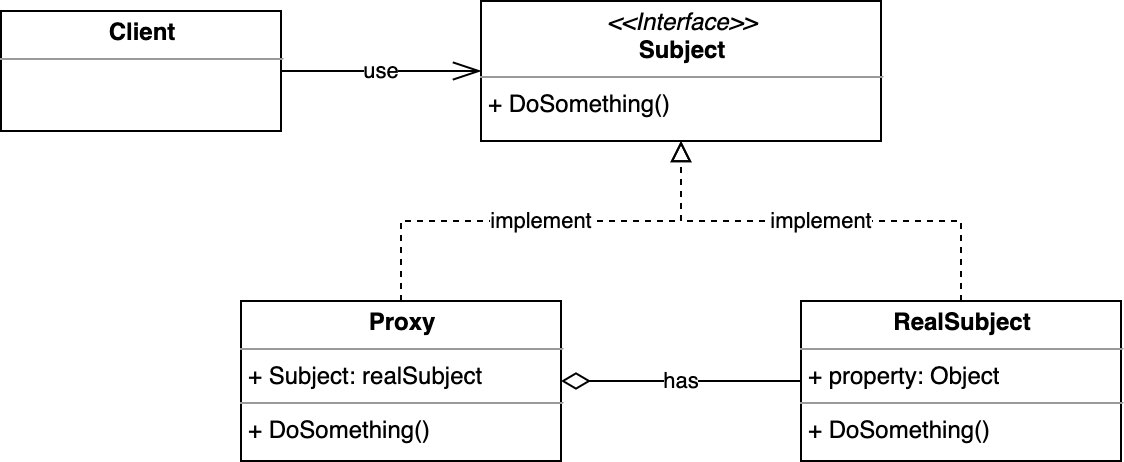 Client
<<Interface>>
Subject
use
+ DoSomething()
implement
implement
Proxy
RealSubject
+ Subject: realSubject
has
+ property: Object
+ DoSomething()
+ DoSomething()